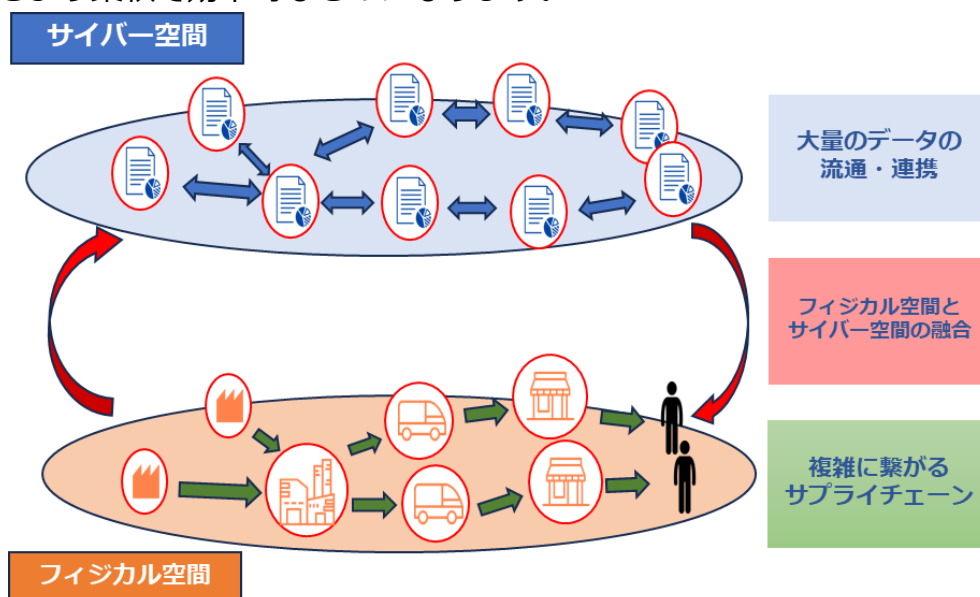 サイバー空間
大量のデータの
流通・連携
フィジカル空間と
サイバー空間の融合
複雑に繋がる
サプライチェーン
フィジカル空間